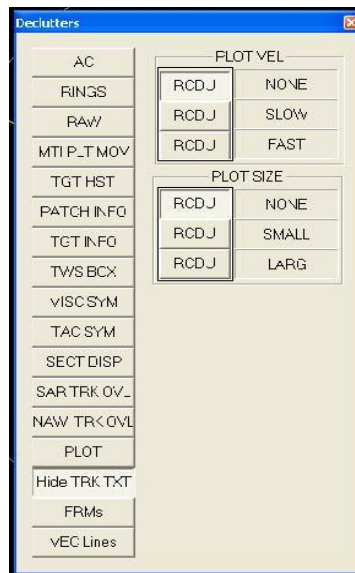 Declutters
AC
RINGS
RAW
MTI P_T MOV
TGT HST
PATCH INFO
TGT INFO
TWS BCX
vISC SYM
TAC SYM
SECT DISP
SAR TRK OV_
NAW TRK OVL
PLOT
Hide TRK TXT
FRMs
vEC Lines
PLOT VEL
RCDJ NONE
RCDJ SLOW
RCDJ FAST
PLOT SIZE
RCDJ NONE
RCDJ SMALL
RCDJ LARG